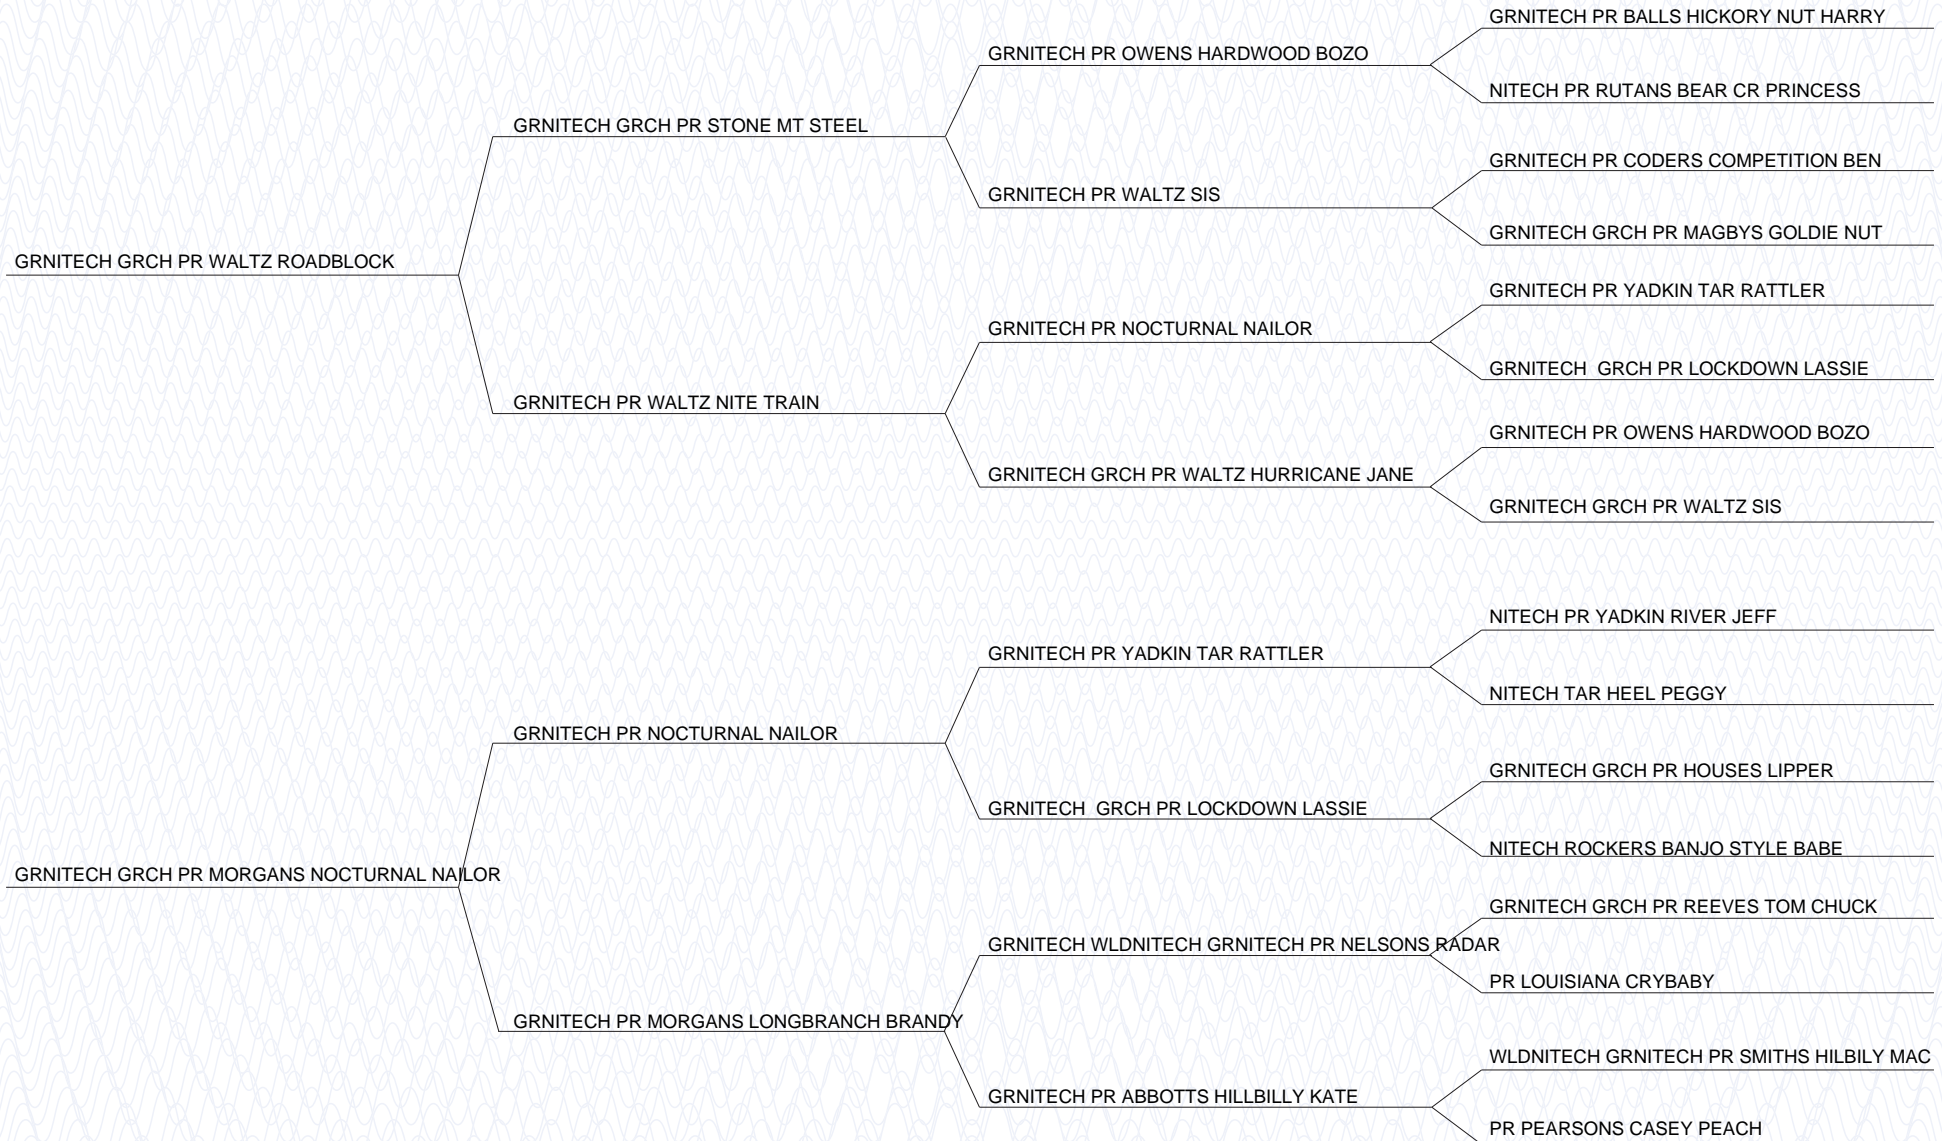 GRNITECH PR BALLS HICKORY NUT HARRY
GRNITECH PR OWENS HARDWOOD BOZO
NITECH PR RUTANS BEAR CR PRINCESS
GRNITECH GRCH PR STONE MT STEEL
GRNITECH PR CODERS COMPETITION BEN
GRNITECH PR WALTZ SIS
GRNITECH GRCH PR MAGBYS GOLDIE NUT
GRNITECH GRCH PR WALTZ ROADBLOCK
GRNITECH PR YADKIN TAR RATTLER
GRNITECH PR NOCTURNAL NAILOR
GRNITECH  GRCH PR LOCKDOWN LASSIE
GRNITECH PR WALTZ NITE TRAIN
GRNITECH PR OWENS HARDWOOD BOZO
GRNITECH GRCH PR WALTZ HURRICANE JANE
GRNITECH GRCH PR WALTZ SIS
NITECH PR YADKIN RIVER JEFF
GRNITECH PR YADKIN TAR RATTLER
NITECH TAR HEEL PEGGY
GRNITECH PR NOCTURNAL NAILOR
GRNITECH GRCH PR HOUSES LIPPER
GRNITECH  GRCH PR LOCKDOWN LASSIE
NITECH ROCKERS BANJO STYLE BABE
GRNITECH GRCH PR MORGANS NOCTURNAL NAILOR
GRNITECH GRCH PR REEVES TOM CHUCK
GRNITECH WLDNITECH GRNITECH PR NELSONS RADAR
PR LOUISIANA CRYBABY
GRNITECH PR MORGANS LONGBRANCH BRANDY
WLDNITECH GRNITECH PR SMITHS HILBILY MAC
GRNITECH PR ABBOTTS HILLBILLY KATE
PR PEARSONS CASEY PEACH